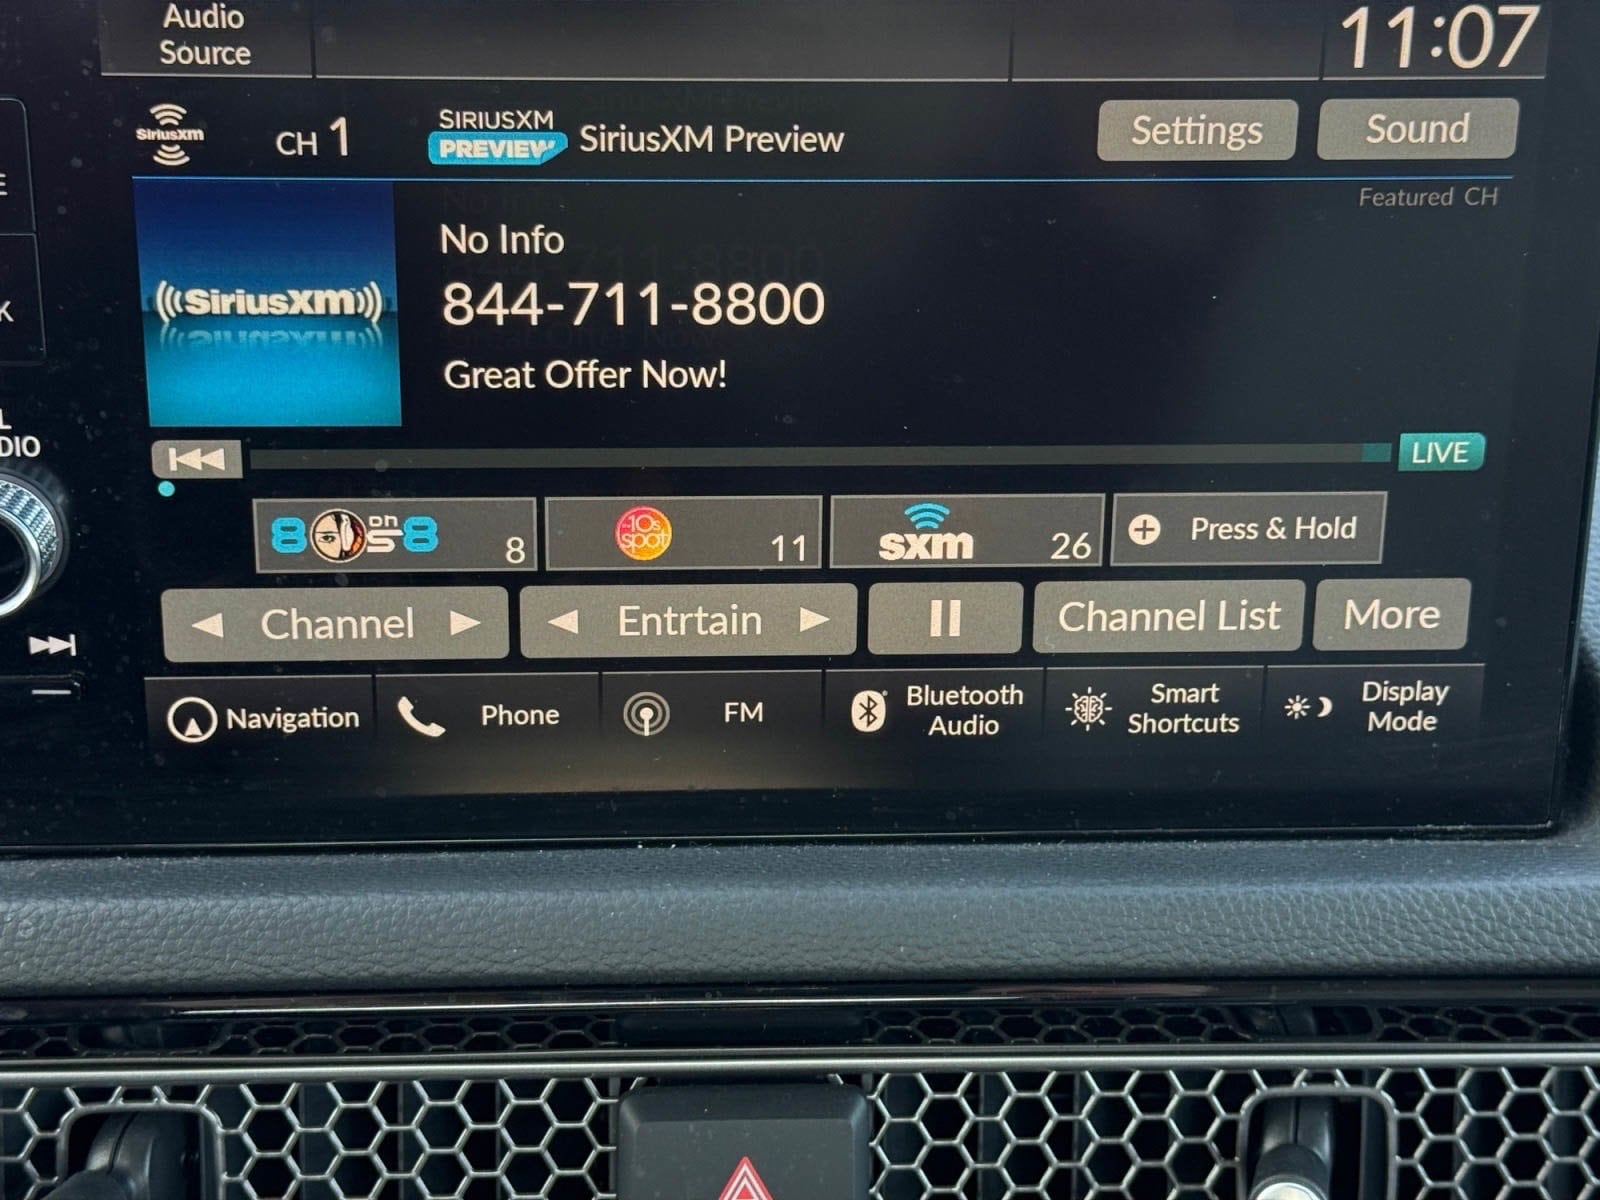 Audio
Source
11:07
SiriusXM
CH 1
SIRIUSXM
PREVIEW
SiriusXM Preview
Settings
Sound
Featured CH
No Info
844-711-8800
Great Offer Now!
SiriusXM
LIVE
80s on 8
8
10s
spot
11
sxm
26
Press & Hold
Channel
Entrtain
Channel List
More
Navigation
Phone
FM
Bluetooth
Audio
Smart
Shortcuts
Display
Mode